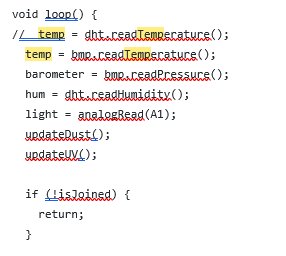 void loop() {
//  temp = dht.readTemperature();
  temp = bmp.readTemperature();
  barometer = bmp.readPressure();
  hum = dht.readHumidity();
  light = analogRead(A1);
  updateDust();
  updateUV();

  if (!isJoined) {
    return;
  }